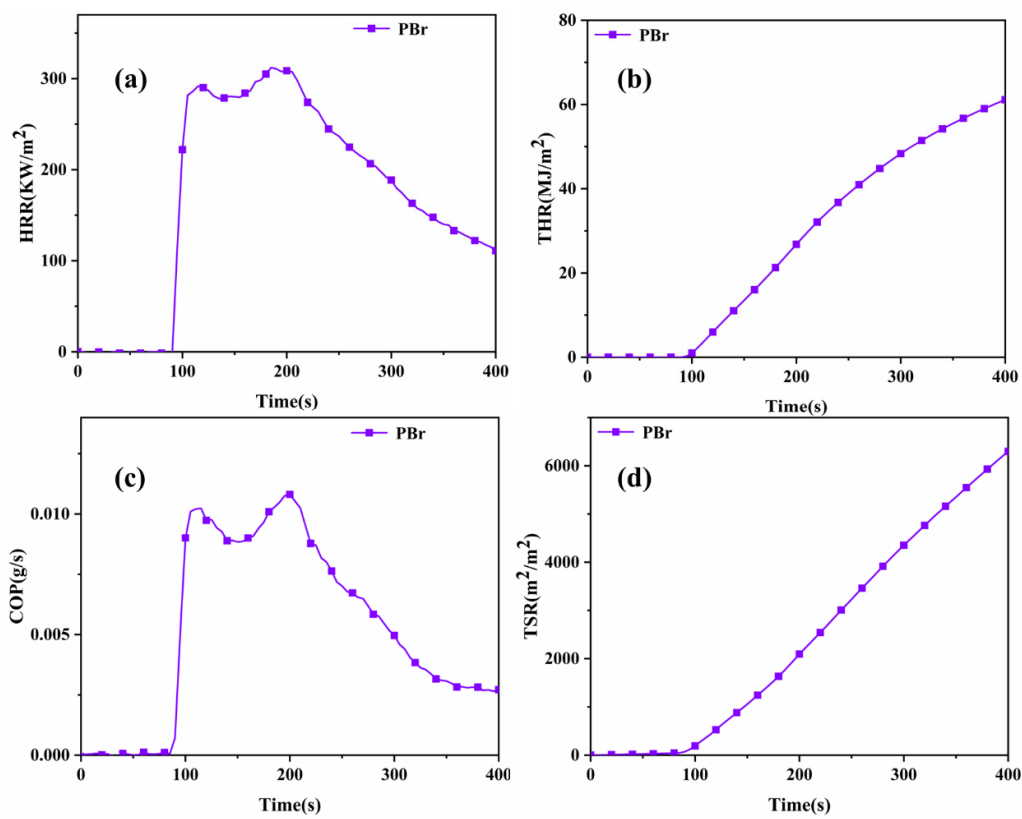 PBr
(a)
300
200
100
0
HRR(KW/m²)
0 100 200 300 400
Time(s)
PBr
(b)
80
60
40
20
0
THR(MJ/m²)
0 100 200 300 400
Time(s)
PBr
(c)
0.010
0.005
0.000
COP(g/s)
0 100 200 300 400
Time(s)
PBr
(d)
6000
4000
2000
0
TSR(m²/m²)
0 100 200 300 400
Time(s)